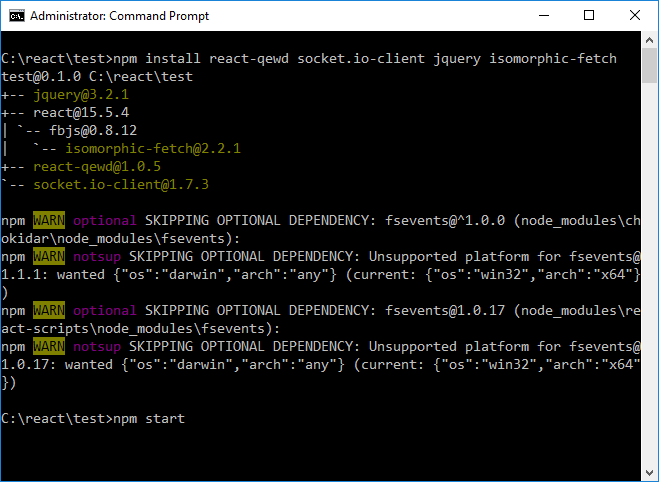 Administrator: Command Prompt
C:\react\test>npm install react-qewd socket.io-client jquery isomorphic-fetch
test@0.1.0 C:\react\test
+-- jquery@3.2.1
+-- react@15.5.4
| `-- fbjs@0.8.12
|   `-- isomorphic-fetch@2.2.1
+-- react-qewd@1.0.5
`-- socket.io-client@1.7.3
npm WARN optional SKIPPING OPTIONAL DEPENDENCY: fsevents@^1.0.0 (node_modules\ch
okidar\node_modules\fsevents):
npm WARN notsup SKIPPING OPTIONAL DEPENDENCY: Unsupported platform for fsevents@
1.1.1: wanted {"os":"darwin","arch":"any"} (current: {"os":"win32","arch":"x64"}
)
npm WARN optional SKIPPING OPTIONAL DEPENDENCY: fsevents@1.0.17 (node_modules\re
act-scripts\node_modules\fsevents):
npm WARN notsup SKIPPING OPTIONAL DEPENDENCY: Unsupported platform for fsevents@
1.0.17: wanted {"os":"darwin","arch":"any"} (current: {"os":"win32","arch":"x64"
})
C:\react\test>npm start